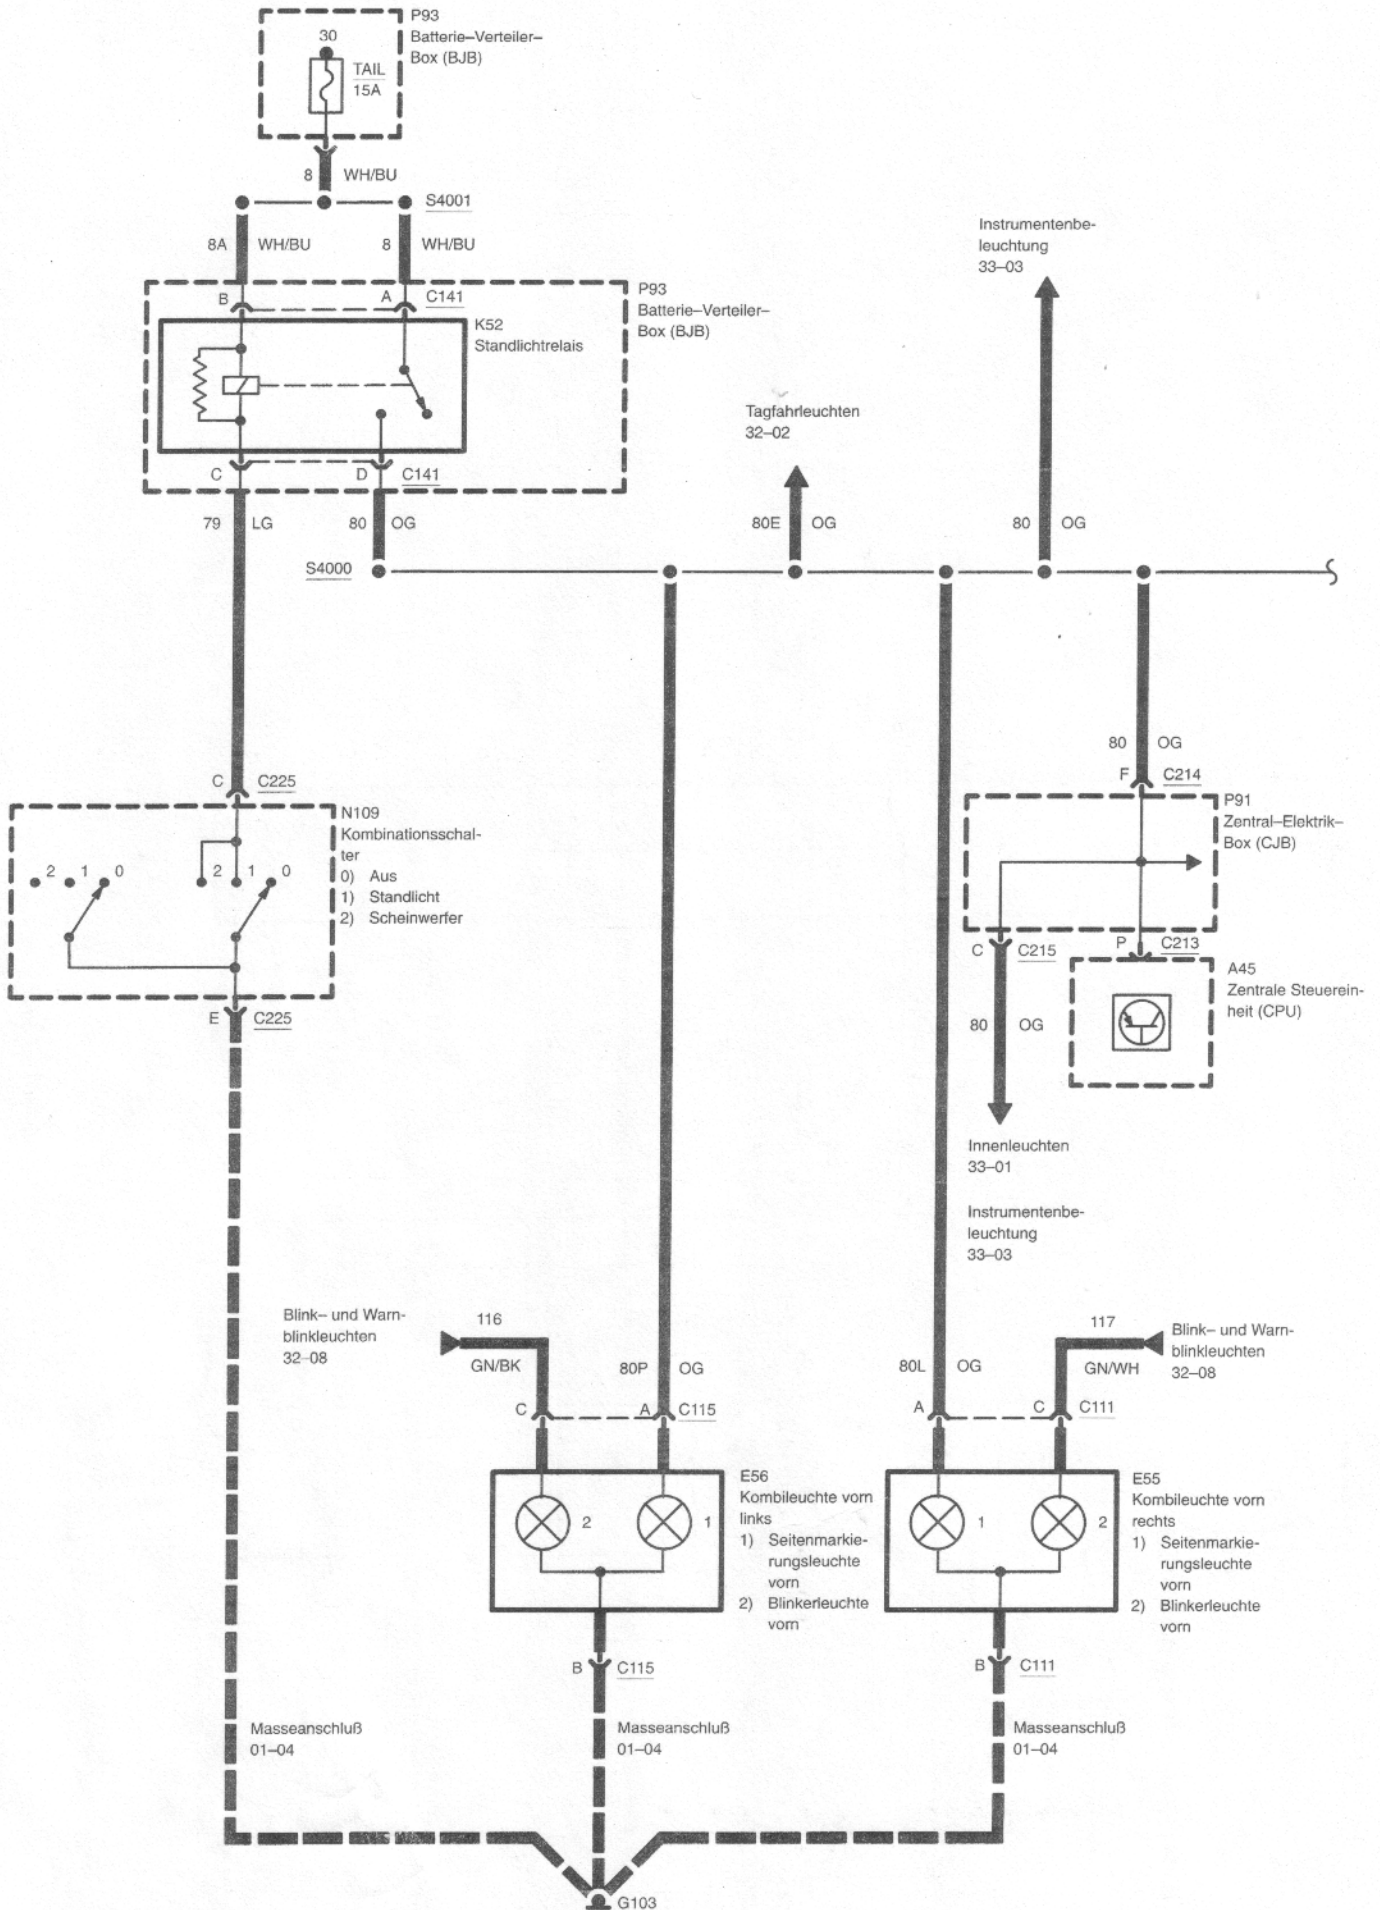 P93
Batterie–Verteiler–
Box (BJB)
30
TAIL
15A
8 WH/BU
S4001
8A WH/BU
8 WH/BU
Instrumentenbe-
leuchtung
33–03
B
A C141
P93
Batterie–Verteiler–
Box (BJB)
K52
Standlichtrelais
Tagfahrleuchten
32–02
C
D C141
79 LG
80 OG
80E OG
80 OG
S4000
80 OG
F C214
C C225
P91
Zentral–Elektrik–
Box (CJB)
N109
Kombinationsschal-
ter
0) Aus
1) Standlicht
2) Scheinwerfer
2 1 0
2 1 0
C C215
P C213
A45
Zentrale Steuerein-
heit (CPU)
E C225
80 OG
Innenleuchten
33–01
Instrumentenbe-
leuchtung
33–03
Blink– und Warn-
blinkleuchten
32–08
116
GN/BK
80P OG
80L OG
117
GN/WH
Blink– und Warn-
blinkleuchten
32–08
C
A C115
A
C C111
E56
Kombileuchte vorn
links
1) Seitenmarkie-
rungsleuchte
vorn
2) Blinkerleuchte
vorn
2
1
1
2
E55
Kombileuchte vorn
rechts
1) Seitenmarkie-
rungsleuchte
vorn
2) Blinkerleuchte
vorn
B C115
B C111
Masseanschluß
01–04
Masseanschluß
01–04
Masseanschluß
01–04
G103